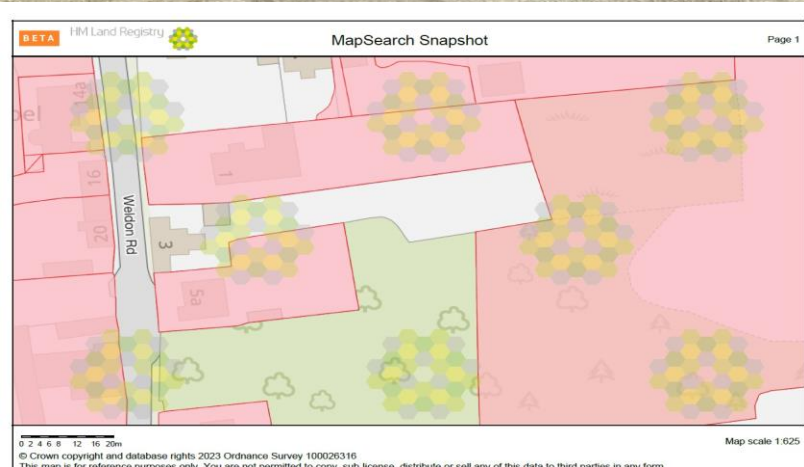 BETA
HM Land Registry
MapSearch Snapshot
Page 1
14a
pel
1
16
Weldon Rd
20
3
5a
0 2 4 6 8 12 16 20m
Map scale 1:625
© Crown copyright and database rights 2023 Ordnance Survey 100026316
This map is for reference purposes only. You are not permitted to copy, sub-license, distribute or sell any of this data to third parties in any form